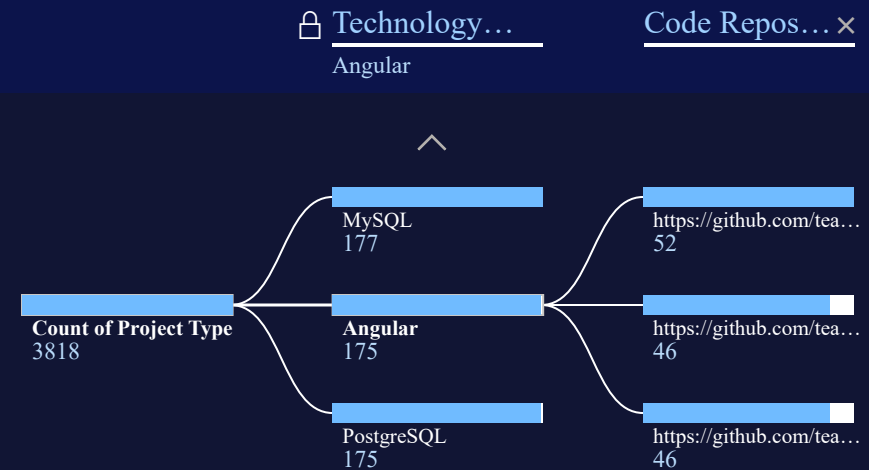 Technology… Code Repos…
Angular
MySQL https://github.com/tea…
177 52
Count of Project Type Angular https://github.com/tea…
3818 175 46
PostgreSQL https://github.com/tea…
175 46